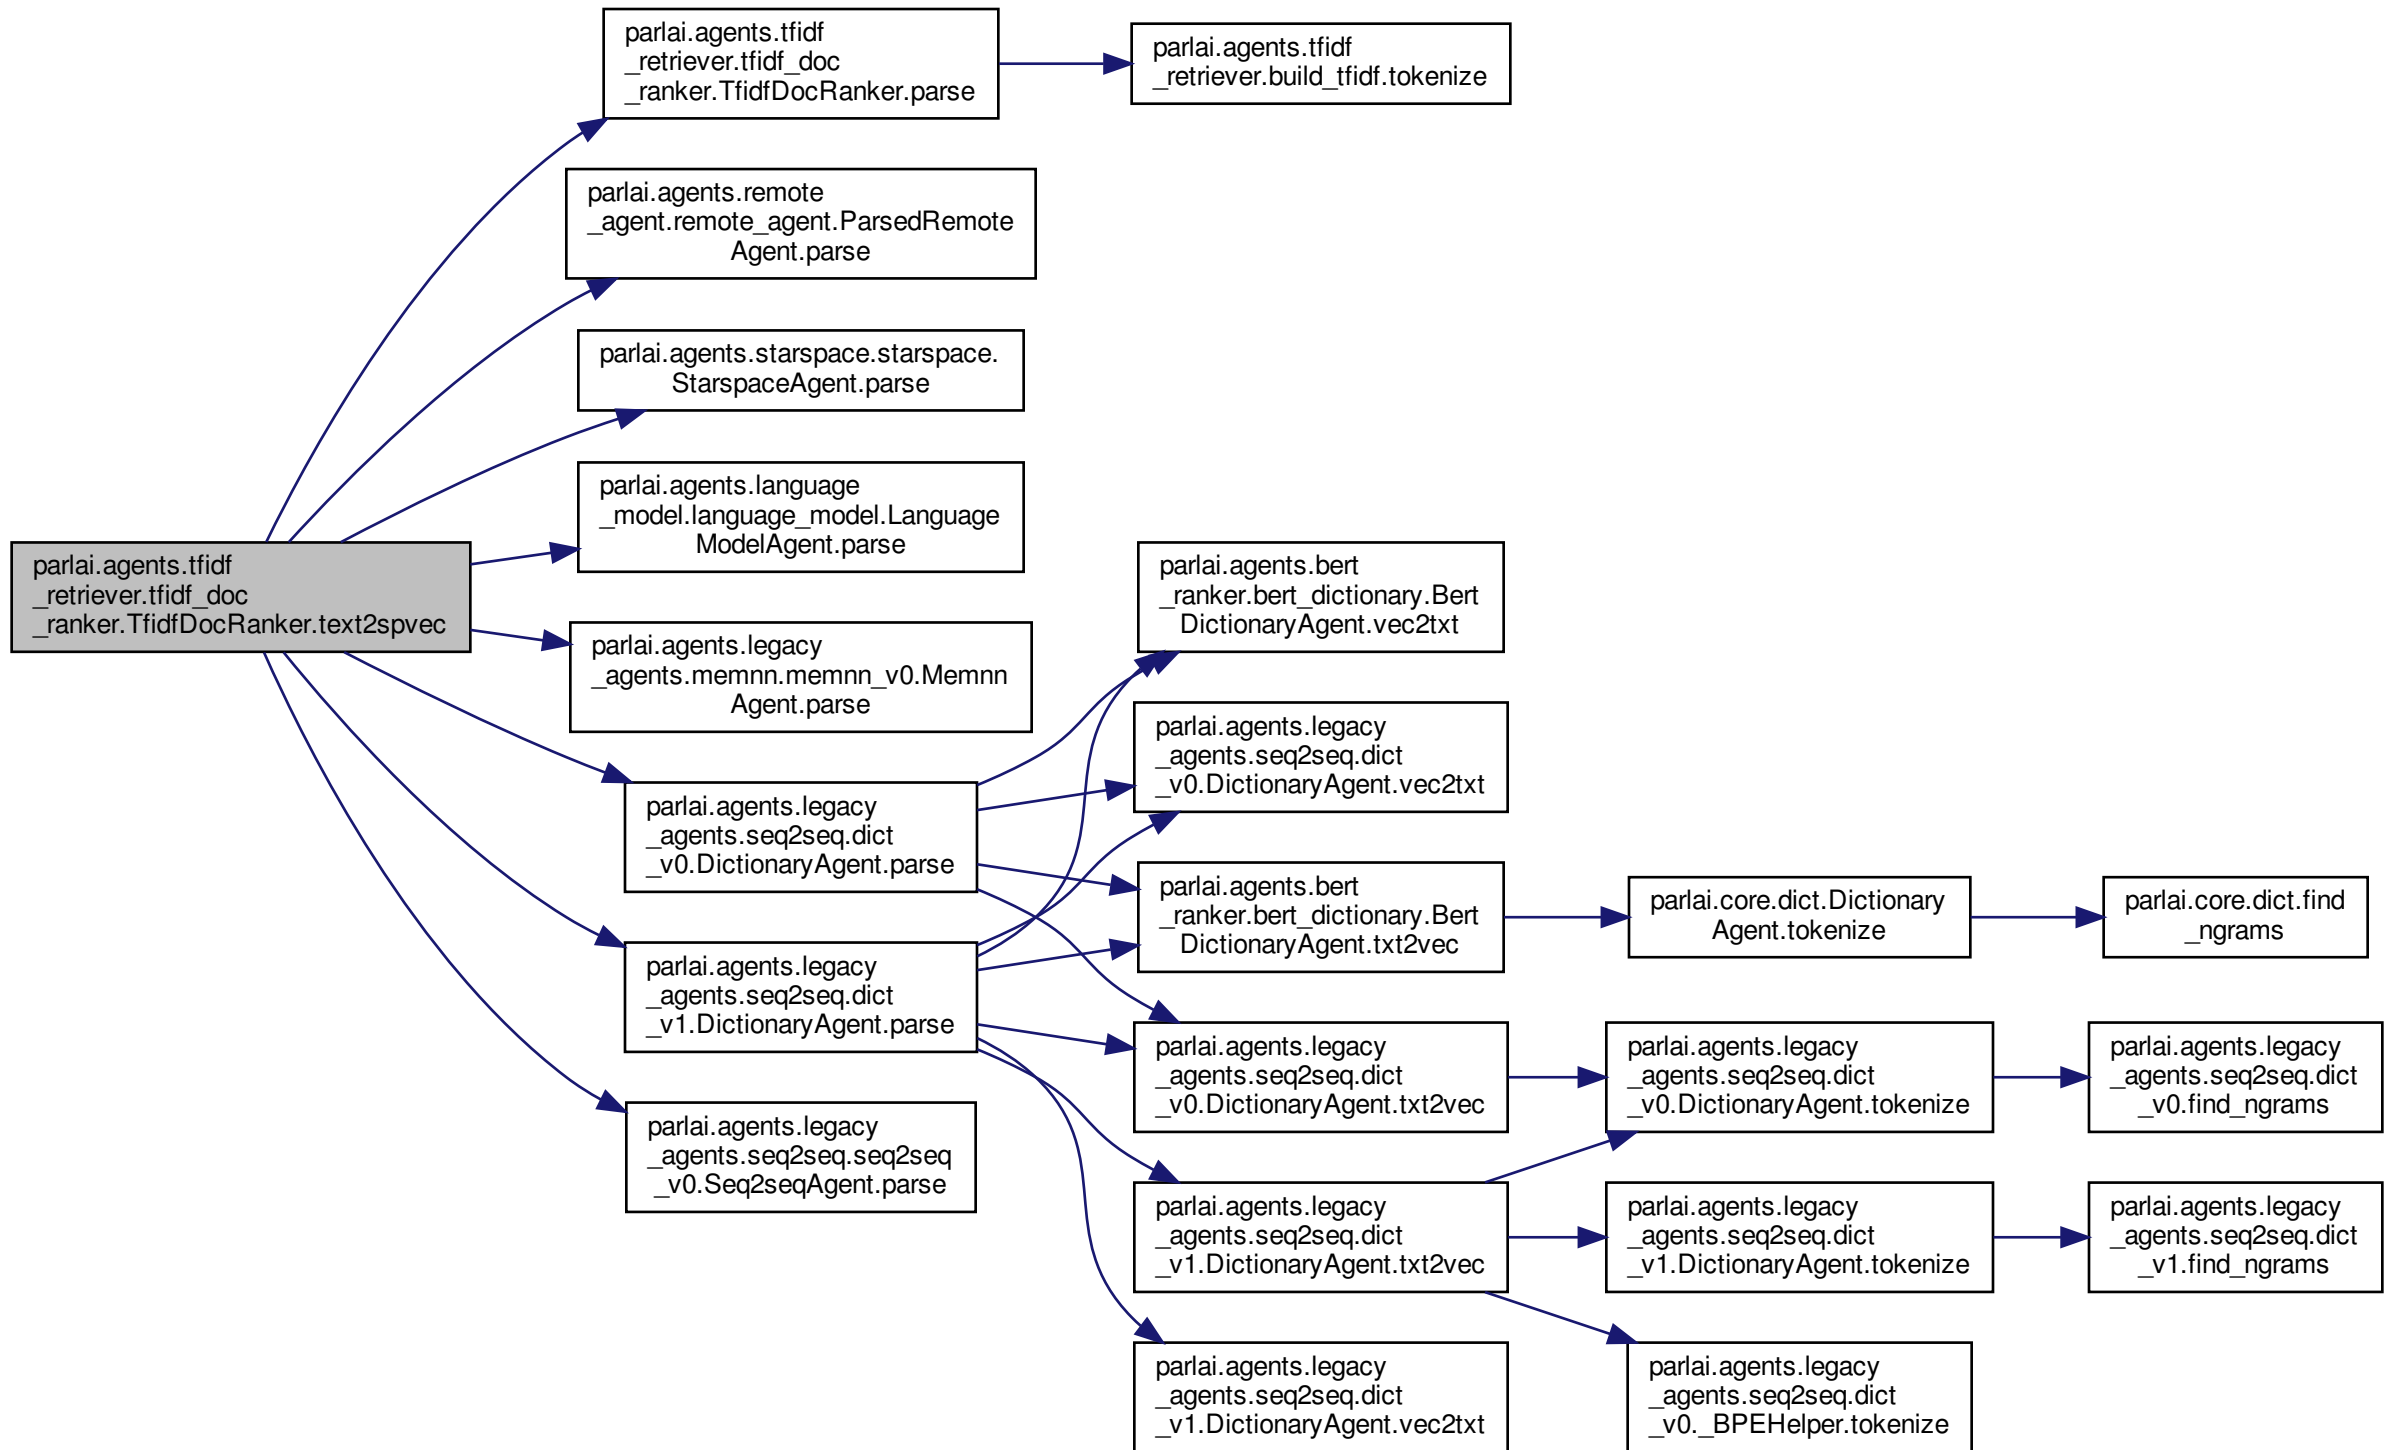 parlai.agents.tfidf
_retriever.tfidf_doc
_ranker.TfidfDocRanker.text2spvec
parlai.agents.tfidf
_retriever.tfidf_doc
_ranker.TfidfDocRanker.parse
parlai.agents.tfidf
_retriever.build_tfidf.tokenize
parlai.agents.remote
_agent.remote_agent.ParsedRemote
Agent.parse
parlai.agents.starspace.starspace.
StarspaceAgent.parse
parlai.agents.language
_model.language_model.Language
ModelAgent.parse
parlai.agents.legacy
_agents.memnn.memnn_v0.Memnn
Agent.parse
parlai.agents.legacy
_agents.seq2seq.dict
_v0.DictionaryAgent.parse
parlai.agents.legacy
_agents.seq2seq.dict
_v1.DictionaryAgent.parse
parlai.agents.legacy
_agents.seq2seq.seq2seq
_v0.Seq2seqAgent.parse
parlai.agents.bert
_ranker.bert_dictionary.Bert
DictionaryAgent.vec2txt
parlai.agents.legacy
_agents.seq2seq.dict
_v0.DictionaryAgent.vec2txt
parlai.agents.bert
_ranker.bert_dictionary.Bert
DictionaryAgent.txt2vec
parlai.agents.legacy
_agents.seq2seq.dict
_v0.DictionaryAgent.txt2vec
parlai.agents.legacy
_agents.seq2seq.dict
_v1.DictionaryAgent.txt2vec
parlai.agents.legacy
_agents.seq2seq.dict
_v1.DictionaryAgent.vec2txt
parlai.core.dict.Dictionary
Agent.tokenize
parlai.agents.legacy
_agents.seq2seq.dict
_v0.DictionaryAgent.tokenize
parlai.agents.legacy
_agents.seq2seq.dict
_v1.DictionaryAgent.tokenize
parlai.agents.legacy
_agents.seq2seq.dict
_v0._BPEHelper.tokenize
parlai.core.dict.find
_ngrams
parlai.agents.legacy
_agents.seq2seq.dict
_v0.find_ngrams
parlai.agents.legacy
_agents.seq2seq.dict
_v1.find_ngrams